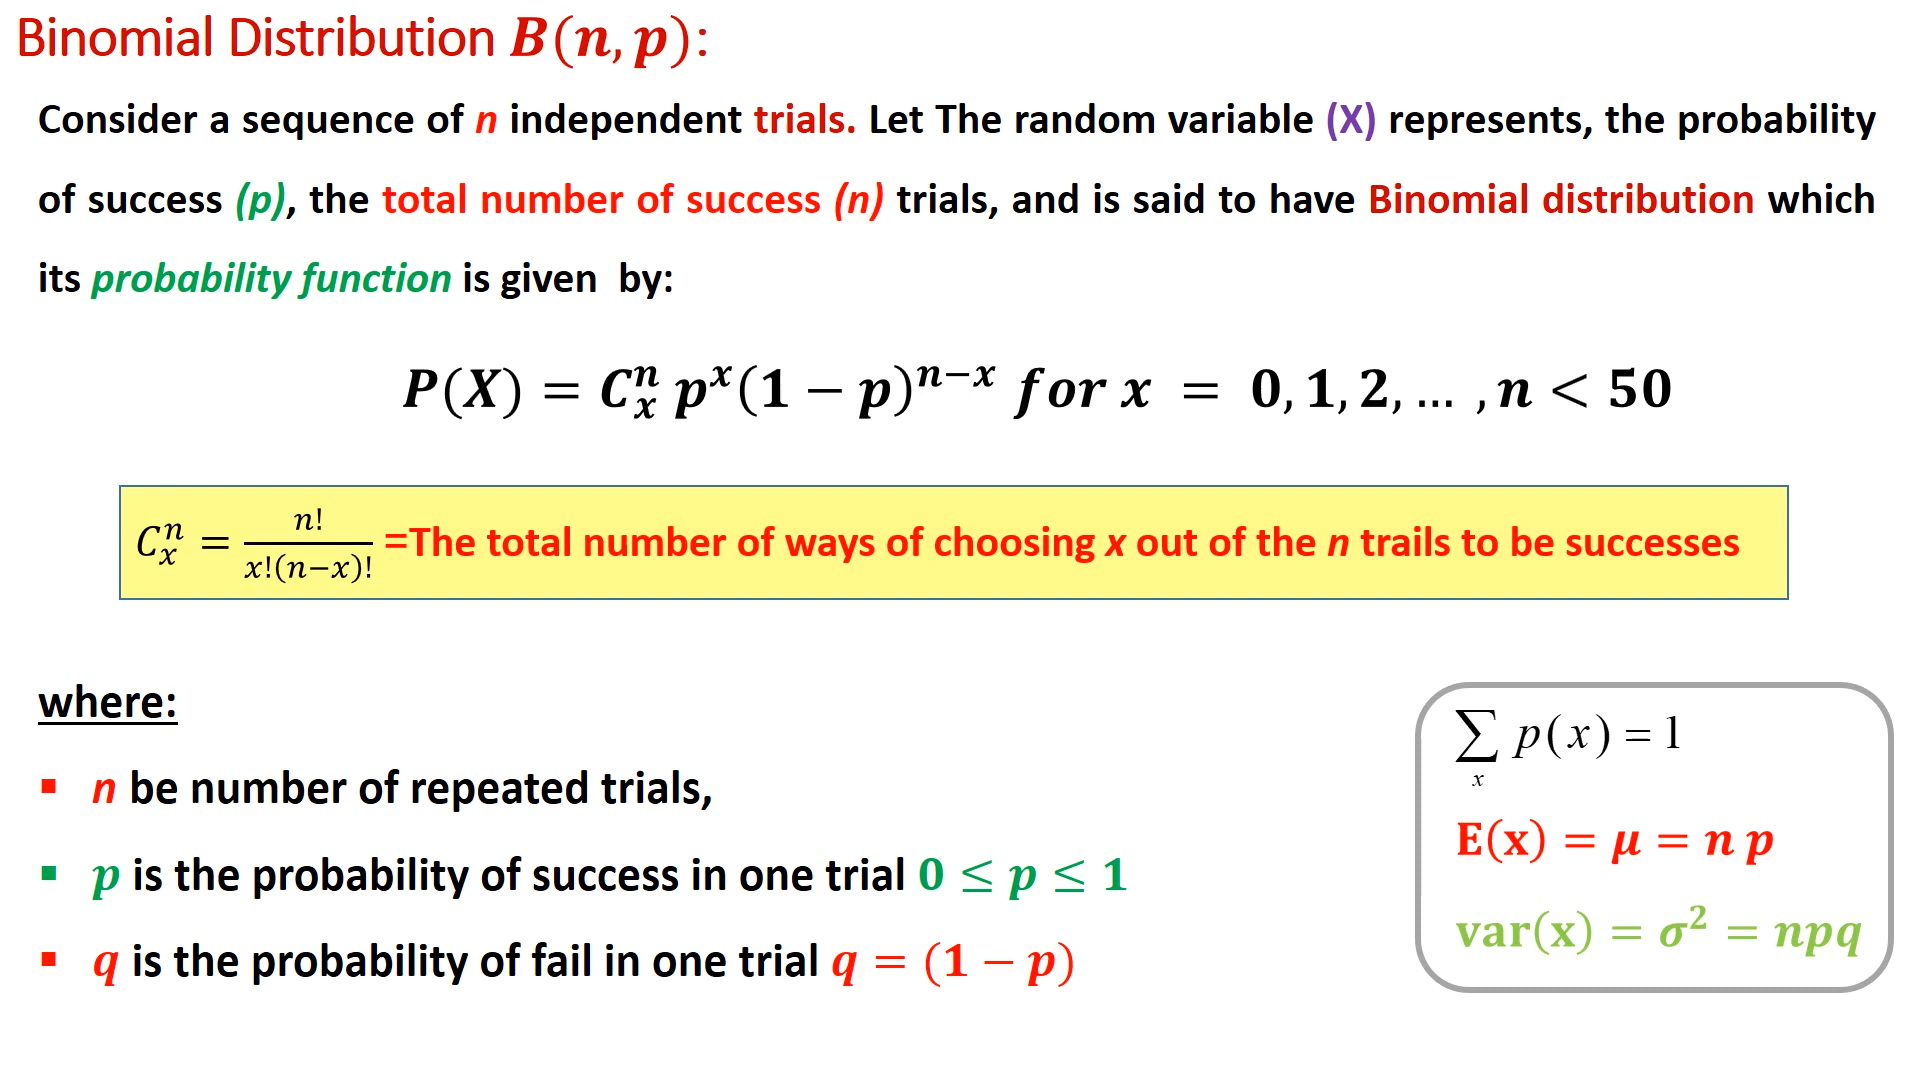 Binomial Distribution B(n, p):
Consider a sequence of n independent trials. Let The random variable (X) represents, the probability
of success (p), the total number of success (n) trials, and is said to have Binomial distribution which
its probability function is given by:
P(X) = C_x^n p^x(1 − p)^{n−x} for x = 0, 1, 2, … , n < 50
C_x^n = n!/(x!(n−x)!) =The total number of ways of choosing x out of the n trails to be successes
where:
▪ n be number of repeated trials,
▪ p is the probability of success in one trial 0 ≤ p ≤ 1
▪ q is the probability of fail in one trial q = (1 − p)
∑_x p(x) = 1
E(x) = μ = n p
var(x) = σ² = npq